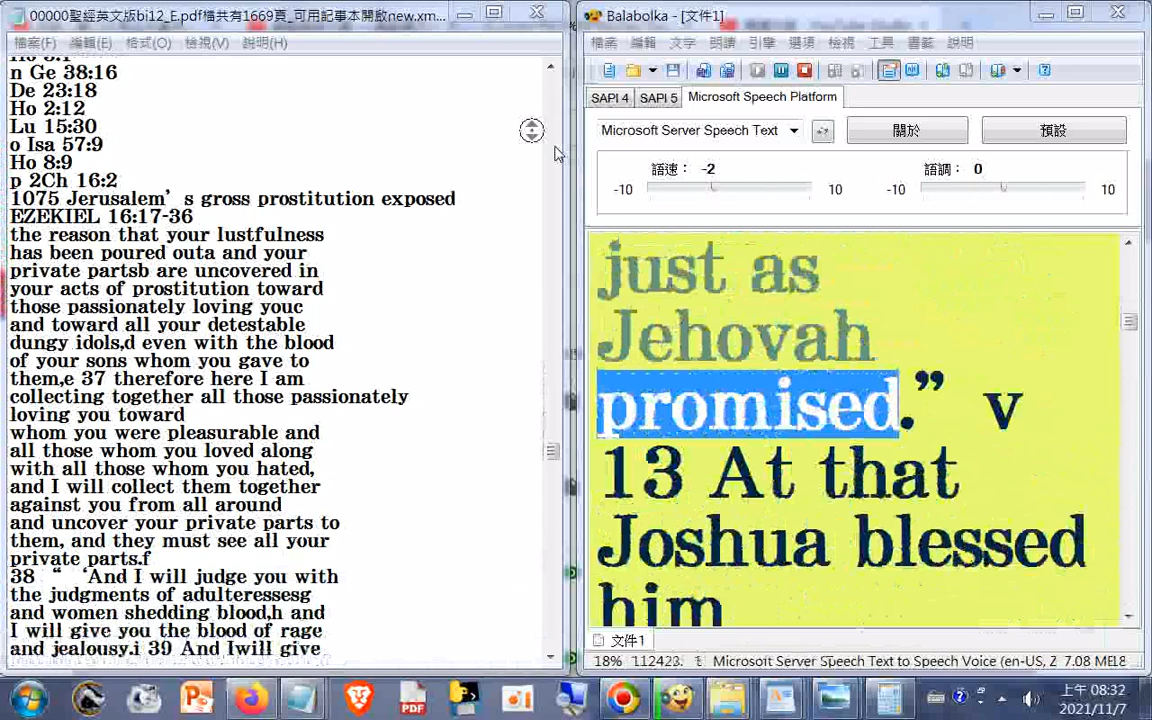 00000聖經英文版bi12_E.pdf檔共有1669頁_可用記事本開啟new.xm...
檔案(F) 編輯(E) 格式(O) 檢視(V) 說明(H)
n Ge 38:16
De 23:18
Ho 2:12
Lu 15:30
o Isa 57:9
Ho 8:9
p 2Ch 16:2
1075 Jerusalem’s gross prostitution exposed
EZEKIEL 16:17-36
the reason that your lustfulness
has been poured outa and your
private partsb are uncovered in
your acts of prostitution toward
those passionately loving youc
and toward all your detestable
dungy idols,d even with the blood
of your sons whom you gave to
them,e 37 therefore here I am
collecting together all those passionately
loving you toward
whom you were pleasurable and
all those whom you loved along
with all those whom you hated,
and I will collect them together
against you from all around
and uncover your private parts to
them, and they must see all your
private parts.f
38 “ ‘And I will judge you with
the judgments of adulteressesg
and women shedding blood,h and
I will give you the blood of rage
and jealousy.i 39 And Iwill give
Balabolka - [文件1]
檔案 編輯 文字 朗讀 引擎 選項 檢視 工具 書籤 說明
SAPI 4 SAPI 5 Microsoft Speech Platform
Microsoft Server Speech Text 關於 預設
語速: -2 語調: 0
-10 10 -10 10
just as
Jehovah
promised.” v
13 At that
Joshua blessed
him
文件1
18% 112423. Microsoft Server Speech Text to Speech Voice (en-US, Z 7.08 MB
上午 08:32
2021/11/7